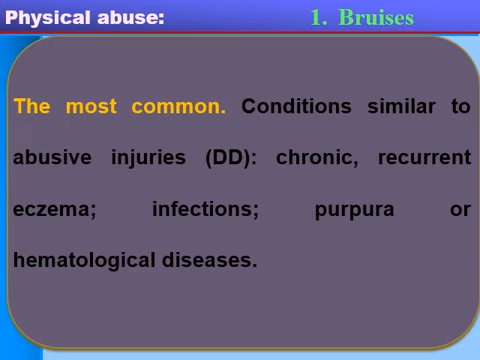 Physical abuse: 1. Bruises
The most common. Conditions similar to
abusive injuries (DD): chronic, recurrent
eczema; infections; purpura or
hematological diseases.